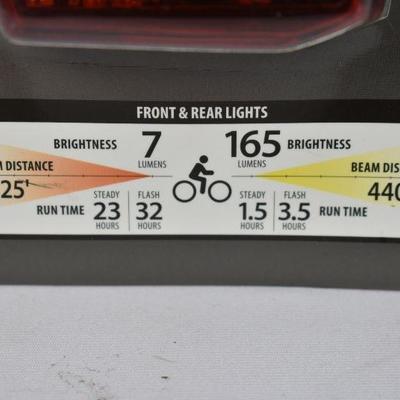 FRONT & REAR LIGHTS
BRIGHTNESS 7 LUMENS 165 LUMENS BRIGHTNESS
M DISTANCE BEAM DIS
25' 440
RUN TIME STEADY 23 HOURS FLASH 32 HOURS STEADY 1.5 HOURS FLASH 3.5 HOURS RUN TIME